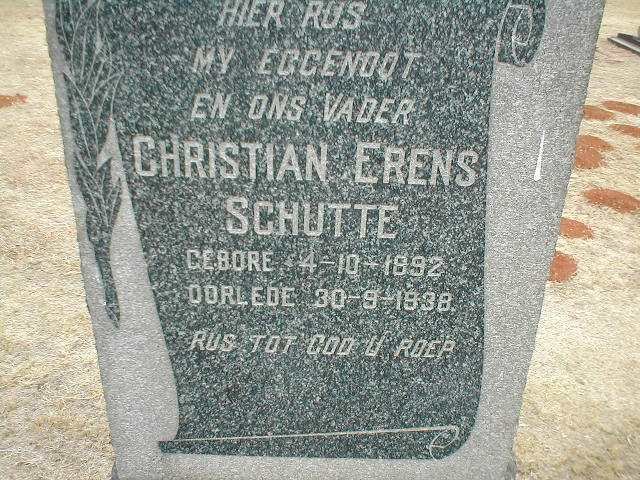 HIER RUS
MY EGGENOOT
EN ONS VADER
CHRISTIAN ERENS
SCHUTTE
GEBORE 4-10-1892
OORLEDE 30-9-1938
RUS TOT GOD U ROEP